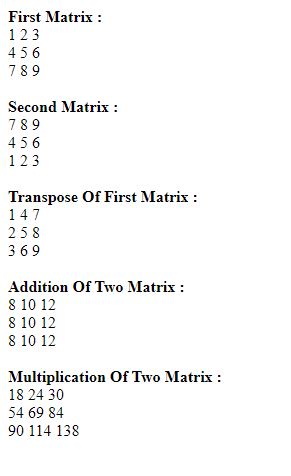 First Matrix :
1 2 3
4 5 6
7 8 9
Second Matrix :
7 8 9
4 5 6
1 2 3
Transpose Of First Matrix :
1 4 7
2 5 8
3 6 9
Addition Of Two Matrix :
8 10 12
8 10 12
8 10 12
Multiplication Of Two Matrix :
18 24 30
54 69 84
90 114 138